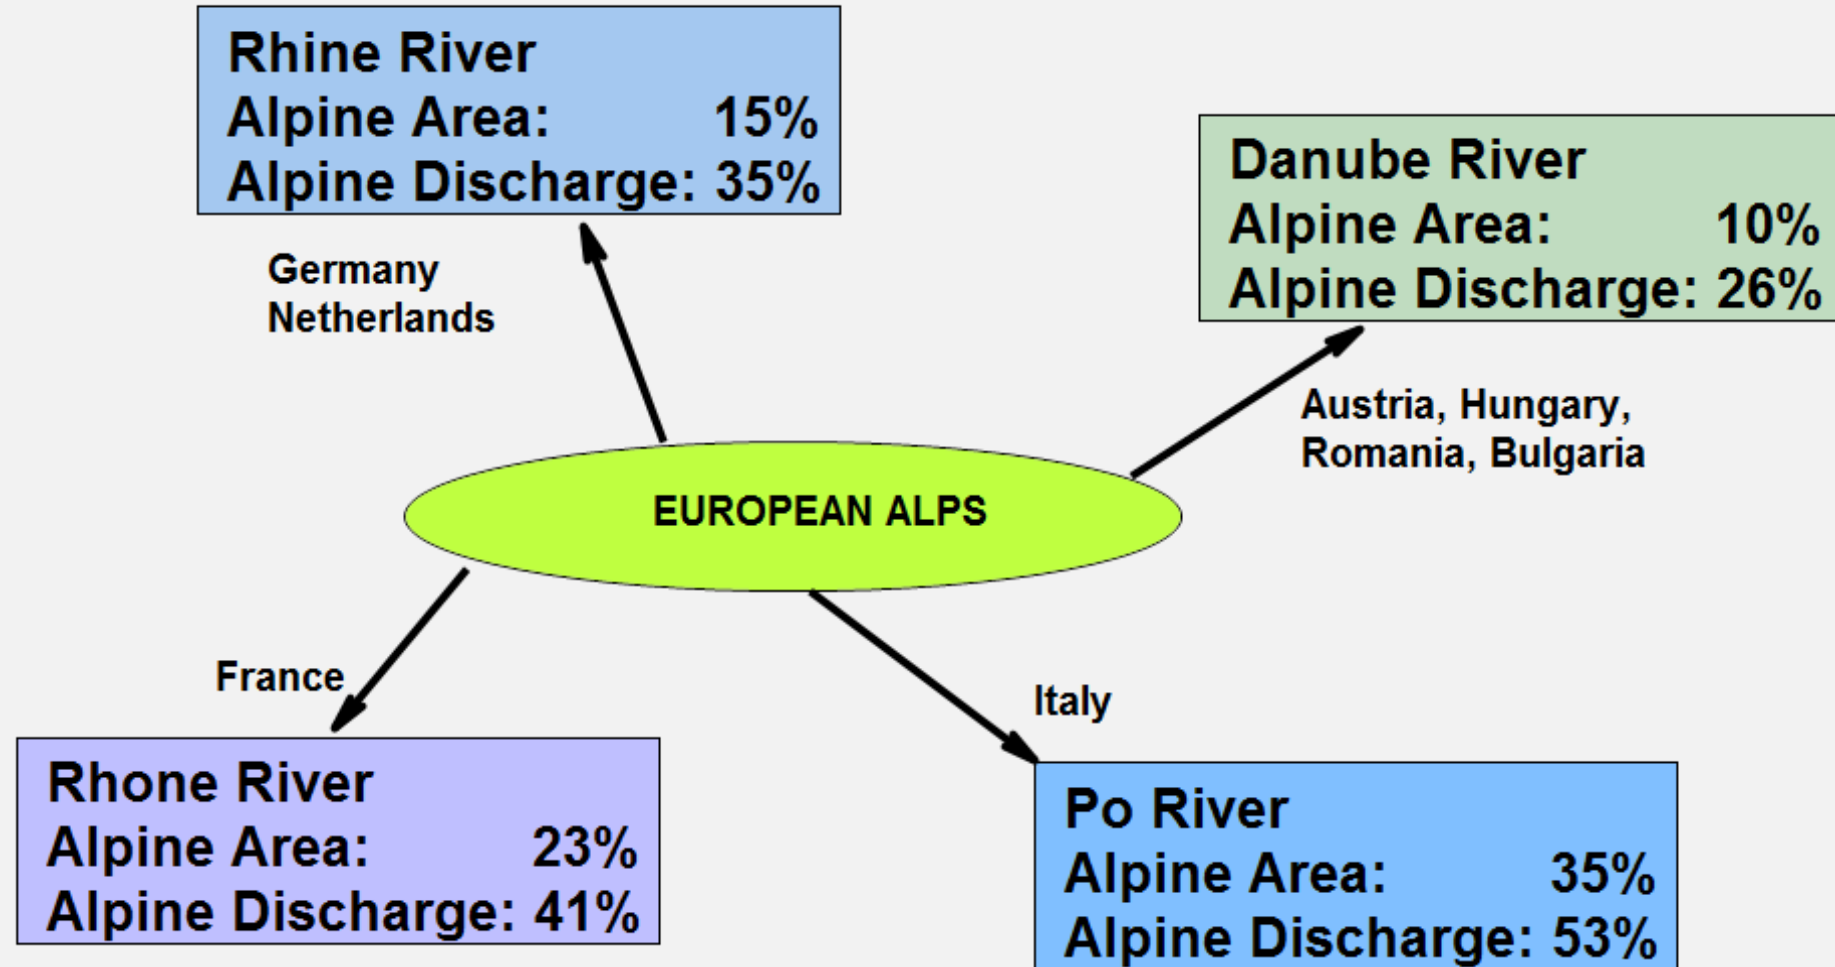 Rhine River
Alpine Area: 15%
Alpine Discharge: 35%
Danube River
Alpine Area: 10%
Alpine Discharge: 26%
Germany
Netherlands
Austria, Hungary,
Romania, Bulgaria
EUROPEAN ALPS
France
Italy
Rhone River
Alpine Area: 23%
Alpine Discharge: 41%
Po River
Alpine Area: 35%
Alpine Discharge: 53%